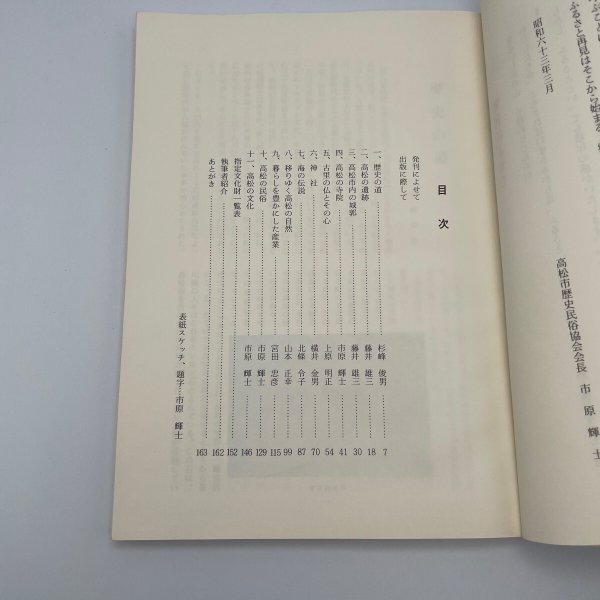 ふるさと再見はそこから始まる
昭和六十三年三月
高松市歴史民俗協会会長 市原輝士
目次
発刊によせて
出版に際して
一、歴史の道 杉峰俊男 7
二、高松の遺跡 藤井雄三 18
三、高松市内の城郭 藤井雄三 30
四、高松の寺院 市原輝士 41
五、古里の仏とその心 上原明正 54
六、神社 横井金男 70
七、海の伝説 北條令子 87
八、移りゆく高松の自然 山本正幸 99
九、暮らしを豊かにした産業 宮田忠彦 115
十、高松の民俗 市原輝士 129
十一、高松の文化 市原輝士 146
指定文化財一覧表 152
執筆者紹介 162
あとがき 163
表紙スケッチ、題字・市原輝士